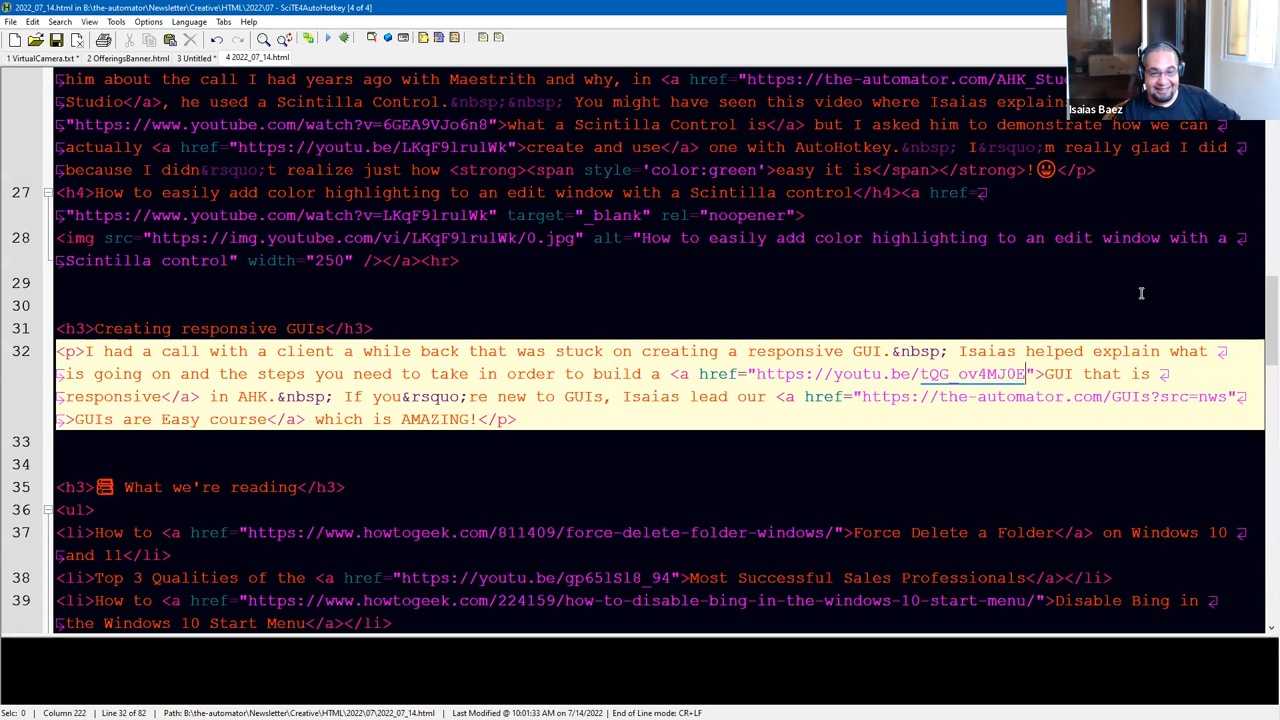 2022_07_14.html in B:\the-automator\Newsletter\Creative\HTML\2022\07 - SciTE4AutoHotkey [4 of 4]
File Edit Search View Tools Options Language Tabs Help
1 VirtualCamera.txt * 2 OfferingsBanner.html 3 Untitled * 4 2022_07_14.html
him about the call I had years ago with Maestrith and why, in <a href="https://the-automator.com/AHK_Stu
Studio</a>, he used a Scintilla Control.&nbsp;&nbsp; You might have seen this video where Isaias explain
Isaias Baez
"https://www.youtube.com/watch?v=6GEA9VJo6n8">what a Scintilla Control is</a> but I asked him to demonstrate how we can
actually <a href="https://youtu.be/LKqF9lrulWk">create and use</a> one with AutoHotkey.&nbsp; I&rsquo;m really glad I did
because I didn&rsquo;t realize just how <strong><span style='color:green'>easy it is</span></strong>!😀</p>
27 <h4>How to easily add color highlighting to an edit window with a Scintilla control</h4><a href=
"https://www.youtube.com/watch?v=LKqF9lrulWk" target="_blank" rel="noopener">
28 <img src="https://img.youtube.com/vi/LKqF9lrulWk/0.jpg" alt="How to easily add color highlighting to an edit window with a
Scintilla control" width="250" /></a><hr>
29
30
31 <h3>Creating responsive GUIs</h3>
32 <p>I had a call with a client a while back that was stuck on creating a responsive GUI.&nbsp; Isaias helped explain what
is going on and the steps you need to take in order to build a <a href="https://youtu.be/tQG_ov4MJ0E">GUI that is
responsive</a> in AHK.&nbsp; If you&rsquo;re new to GUIs, Isaias lead our <a href="https://the-automator.com/GUIs?src=nws"
>GUIs are Easy course</a> which is AMAZING!</p>
33
34
35 <h3>📚 What we're reading</h3>
36 <ul>
37 <li>How to <a href="https://www.howtogeek.com/811409/force-delete-folder-windows/">Force Delete a Folder</a> on Windows 10
and 11</li>
38 <li>Top 3 Qualities of the <a href="https://youtu.be/gp65lSl8_94">Most Successful Sales Professionals</a></li>
39 <li>How to <a href="https://www.howtogeek.com/224159/how-to-disable-bing-in-the-windows-10-start-menu/">Disable Bing in
the Windows 10 Start Menu</a></li>
Selc: 0 Column 222 Line 32 of 82 Path: B:\the-automator\Newsletter\Creative\HTML\2022\07\2022_07_14.html Last Modified @ 10:01:33 AM on 7/14/2022 End of Line mode: CR+LF